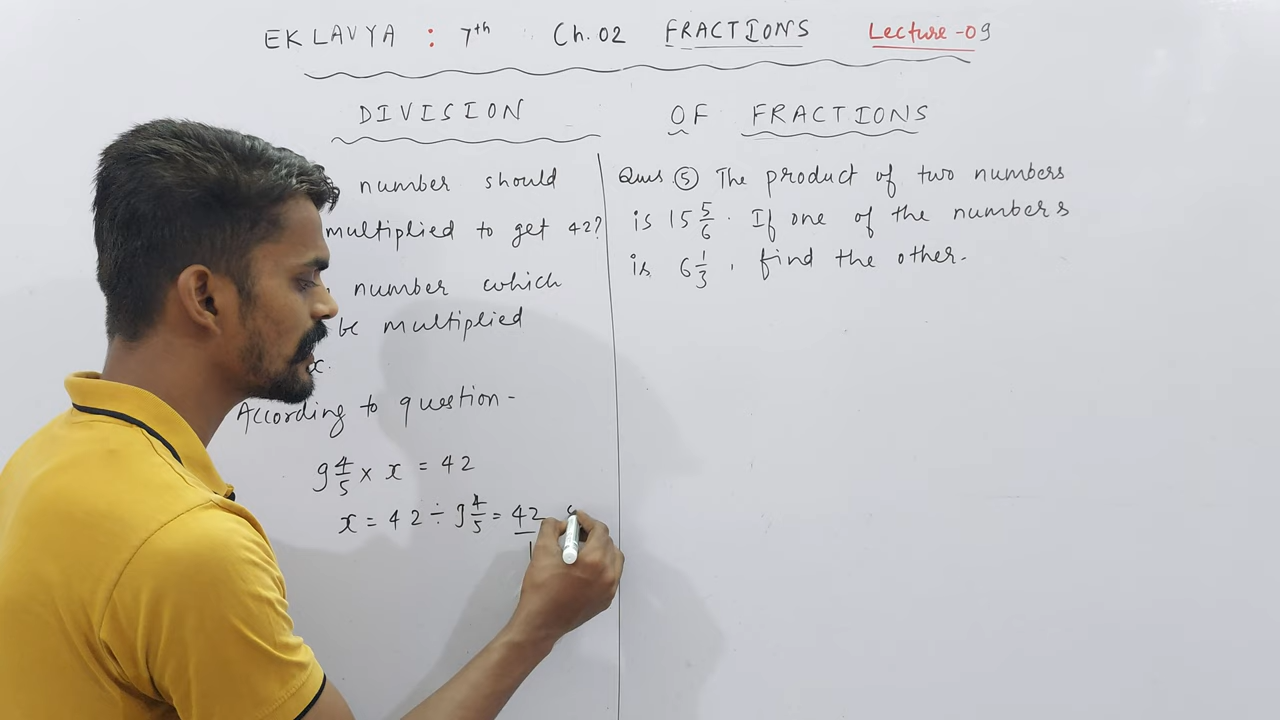 EKLAVYA : 7th Ch. 02 FRACTIONS Lecture -09
DIVISION OF FRACTIONS
number should
multiplied to get 42?
number which
be multiplied
x.
According to question -
9 4/5 × x = 42
x = 42 ÷ 9 4/5 = 42/1
Ques. ⑤ The product of two numbers
is 15 5/6 . If one of the numbers
is 6 1/3 , find the other.